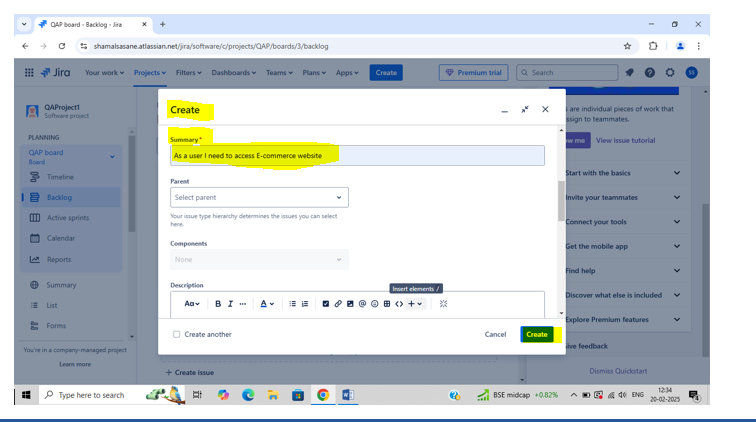 QAP board - Backlog - Jira
shamalsasane.atlassian.net/jira/software/c/projects/QAP/boards/3/backlog
Jira
Your work
Projects
Filters
Dashboards
Teams
Plans
Apps
Create
Premium trial
Search
SS
QAProject1
Software project
PLANNING
QAP board
Board
Timeline
Backlog
Active sprints
Calendar
Reports
Summary
List
Forms
You're in a company-managed project
Learn more
Create
Summary *
As a user I need to access E-commerce website
Parent
Select parent
Your issue type hierarchy determines the issues you can select
here.
Components
None
Description
Insert elements /
Aa
B I ... A
Create another
Cancel
Create
+ Create issue
s are individual pieces of work that
ssign to teammates.
ow me
View issue tutorial
Start with the basics
Invite your teammates
Connect your tools
Get the mobile app
Find help
Discover what else is included
Explore Premium features
Give feedback
Dismiss Quickstart
Type here to search
BSE midcap +0.82%
ENG
12:34
20-02-2025